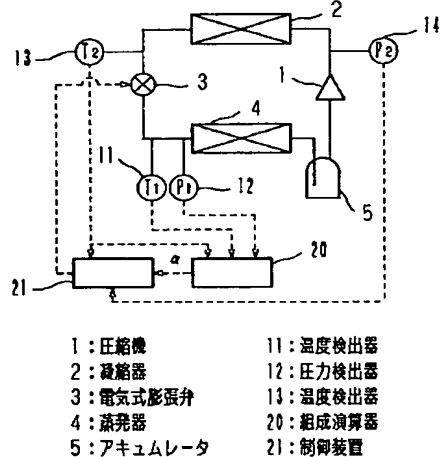 2
14
T2
P2
13
3
1
4
11
T1
P1
12
5
α
21
20
1：圧縮機
2：凝縮器
3：電気式膨張弁
4：蒸発器
5：アキュムレータ
11：温度検出器
12：圧力検出器
13：温度検出器
20：組成演算器
21：制御装置